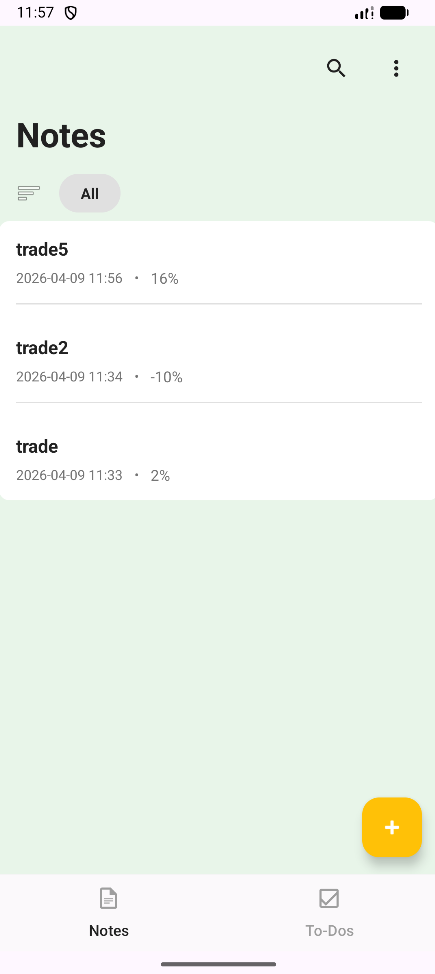 11:57
Notes
All
trade5
2026-04-09 11:56 • 16%
trade2
2026-04-09 11:34 • -10%
trade
2026-04-09 11:33 • 2%
Notes
To-Dos